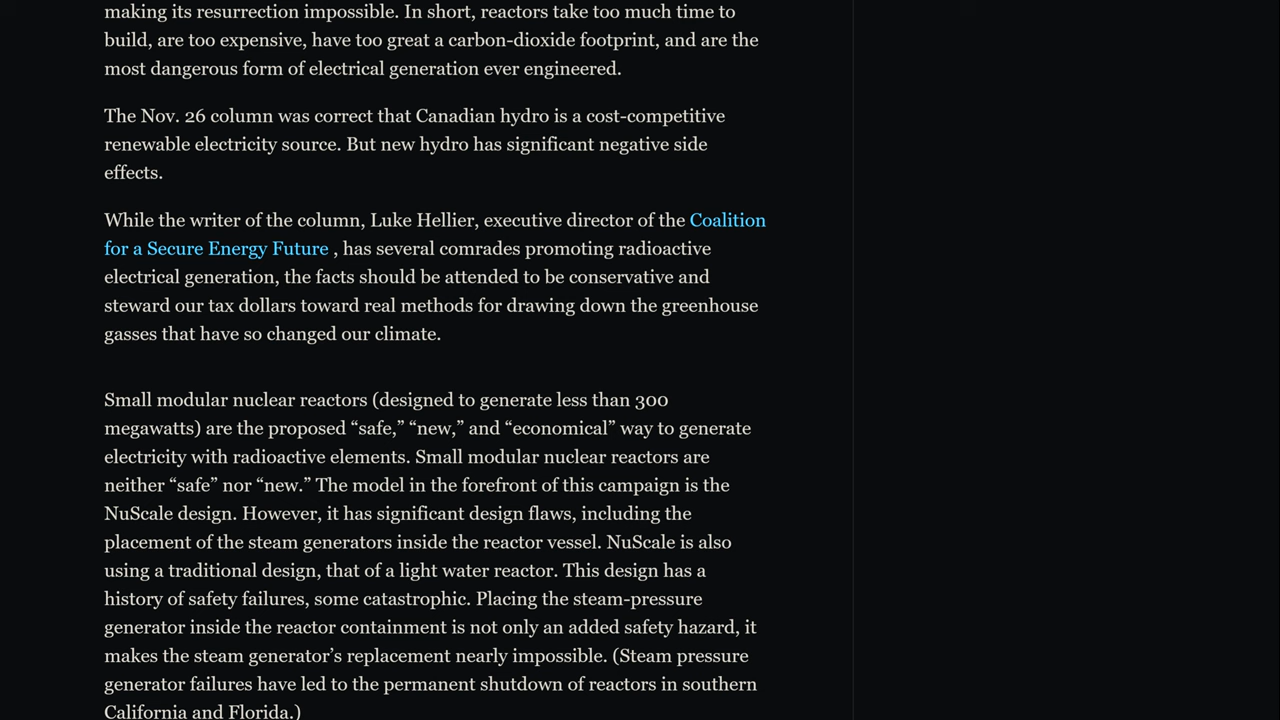 making its resurrection impossible. In short, reactors take too much time to
build, are too expensive, have too great a carbon-dioxide footprint, and are the
most dangerous form of electrical generation ever engineered.
The Nov. 26 column was correct that Canadian hydro is a cost-competitive
renewable electricity source. But new hydro has significant negative side
effects.
While the writer of the column, Luke Hellier, executive director of the Coalition
for a Secure Energy Future , has several comrades promoting radioactive
electrical generation, the facts should be attended to be conservative and
steward our tax dollars toward real methods for drawing down the greenhouse
gasses that have so changed our climate.
Small modular nuclear reactors (designed to generate less than 300
megawatts) are the proposed “safe,” “new,” and “economical” way to generate
electricity with radioactive elements. Small modular nuclear reactors are
neither “safe” nor “new.” The model in the forefront of this campaign is the
NuScale design. However, it has significant design flaws, including the
placement of the steam generators inside the reactor vessel. NuScale is also
using a traditional design, that of a light water reactor. This design has a
history of safety failures, some catastrophic. Placing the steam-pressure
generator inside the reactor containment is not only an added safety hazard, it
makes the steam generator’s replacement nearly impossible. (Steam pressure
generator failures have led to the permanent shutdown of reactors in southern
California and Florida.)